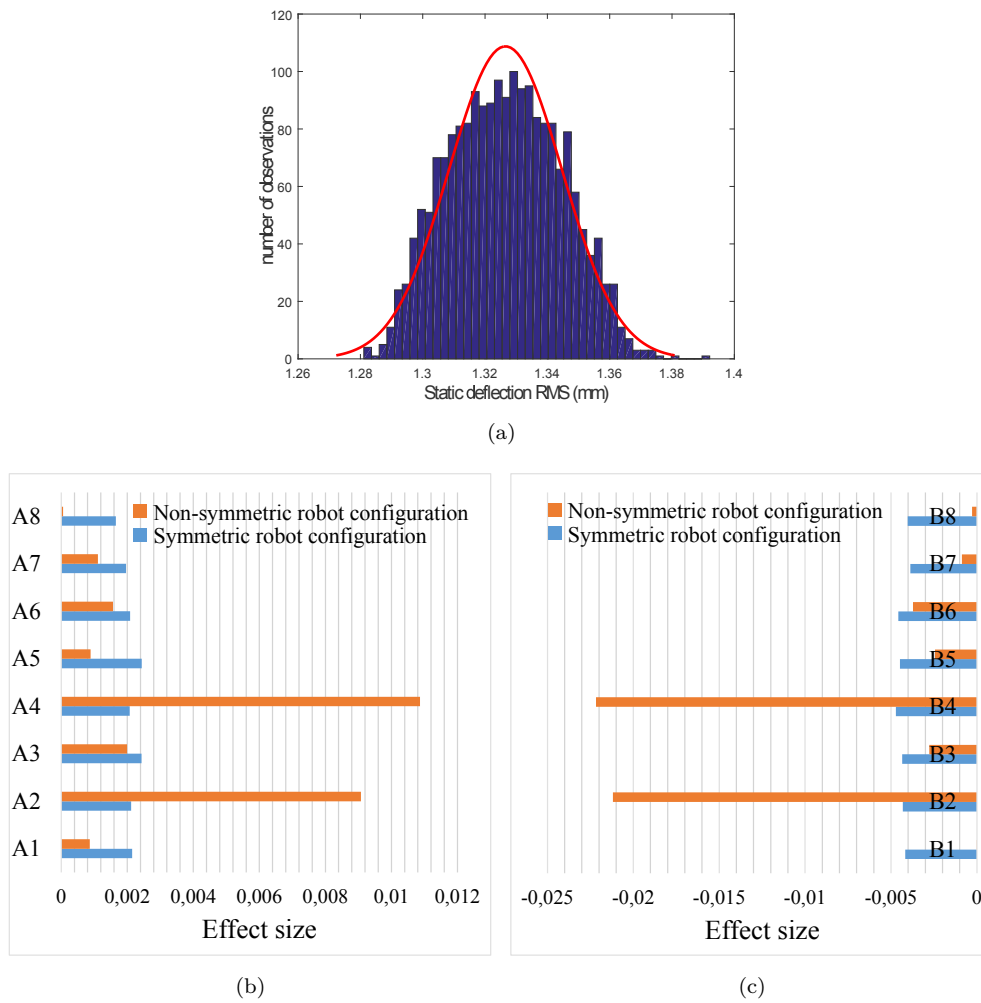 120
100
80
60
40
20
0
number of observations
1.26 1.28 1.3 1.32 1.34 1.36 1.38 1.4
Static deflection RMS (mm)
(a)
Non-symmetric robot configuration
Symmetric robot configuration
A8
A7
A6
A5
A4
A3
A2
A1
0 0,002 0,004 0,006 0,008 0,01 0,012
Effect size
(b)
Non-symmetric robot configuration
Symmetric robot configuration
B8
B7
B6
B5
B4
B3
B2
B1
-0,025 -0,02 -0,015 -0,01 -0,005 0
Effect size
(c)